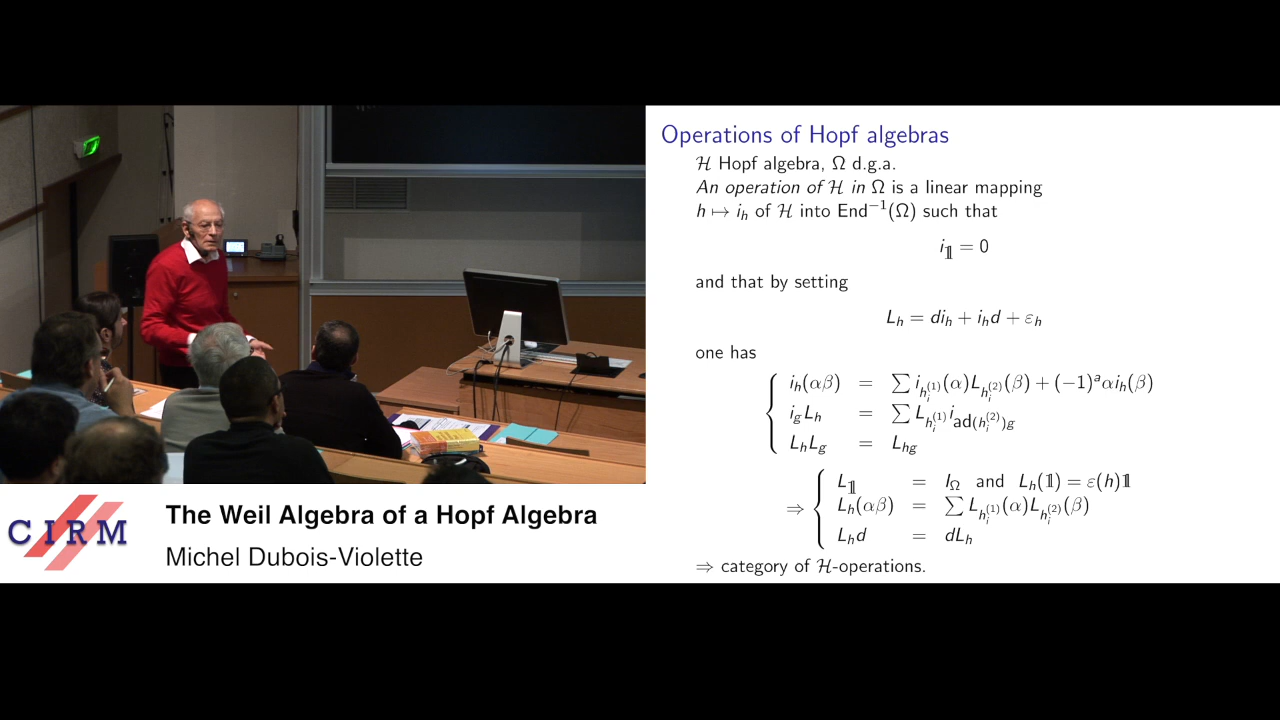 Operations of Hopf algebras
ℋ Hopf algebra, Ω d.g.a.
An operation of ℋ in Ω is a linear mapping
h ↦ i_h of ℋ into End⁻¹(Ω) such that
i_𝟙 = 0
and that by setting
L_h = di_h + i_h d + ε_h
one has
i_h(αβ) = ∑ i_{h_i^{(1)}}(α)L_{h_i^{(2)}}(β) + (−1)^a αi_h(β)
i_g L_h = ∑ L_{h_i^{(1)}} i_{ad(h_i^{(2)})g}
L_h L_g = L_{hg}
⇒ L_𝟙 = I_Ω and L_h(𝟙) = ε(h)𝟙
L_h(αβ) = ∑ L_{h_i^{(1)}}(α)L_{h_i^{(2)}}(β)
L_h d = dL_h
⇒ category of ℋ-operations.
CIRM
The Weil Algebra of a Hopf Algebra
Michel Dubois-Violette